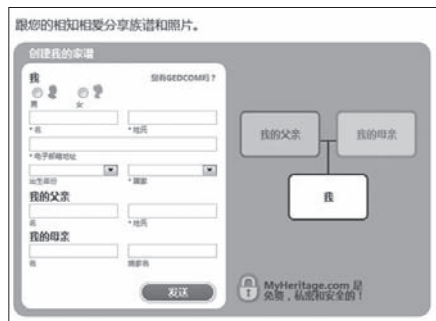 跟您的相知相爱分享族谱和照片。
创建我的家谱
我
您有GEDCOM吗？
男 女
* 名 * 姓氏
* 电子邮箱地址
出生年份 * 国家
我的父亲
名 * 姓氏
我的母亲
名 娘家名
发送
我的父亲
我的母亲
我
MyHeritage.com 是
免费，私密和安全的！